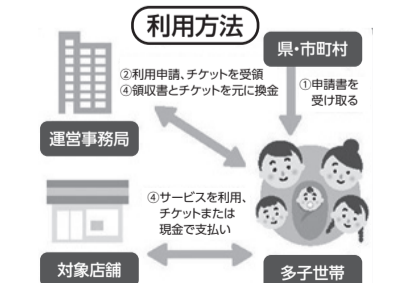 利用方法
県・市町村
②利用申請、チケットを受領
④領収書とチケットを元に換金
①申請書を
受け取る
運営事務局
④サービスを利用、
チケットまたは
現金で支払い
対象店舗
多子世帯